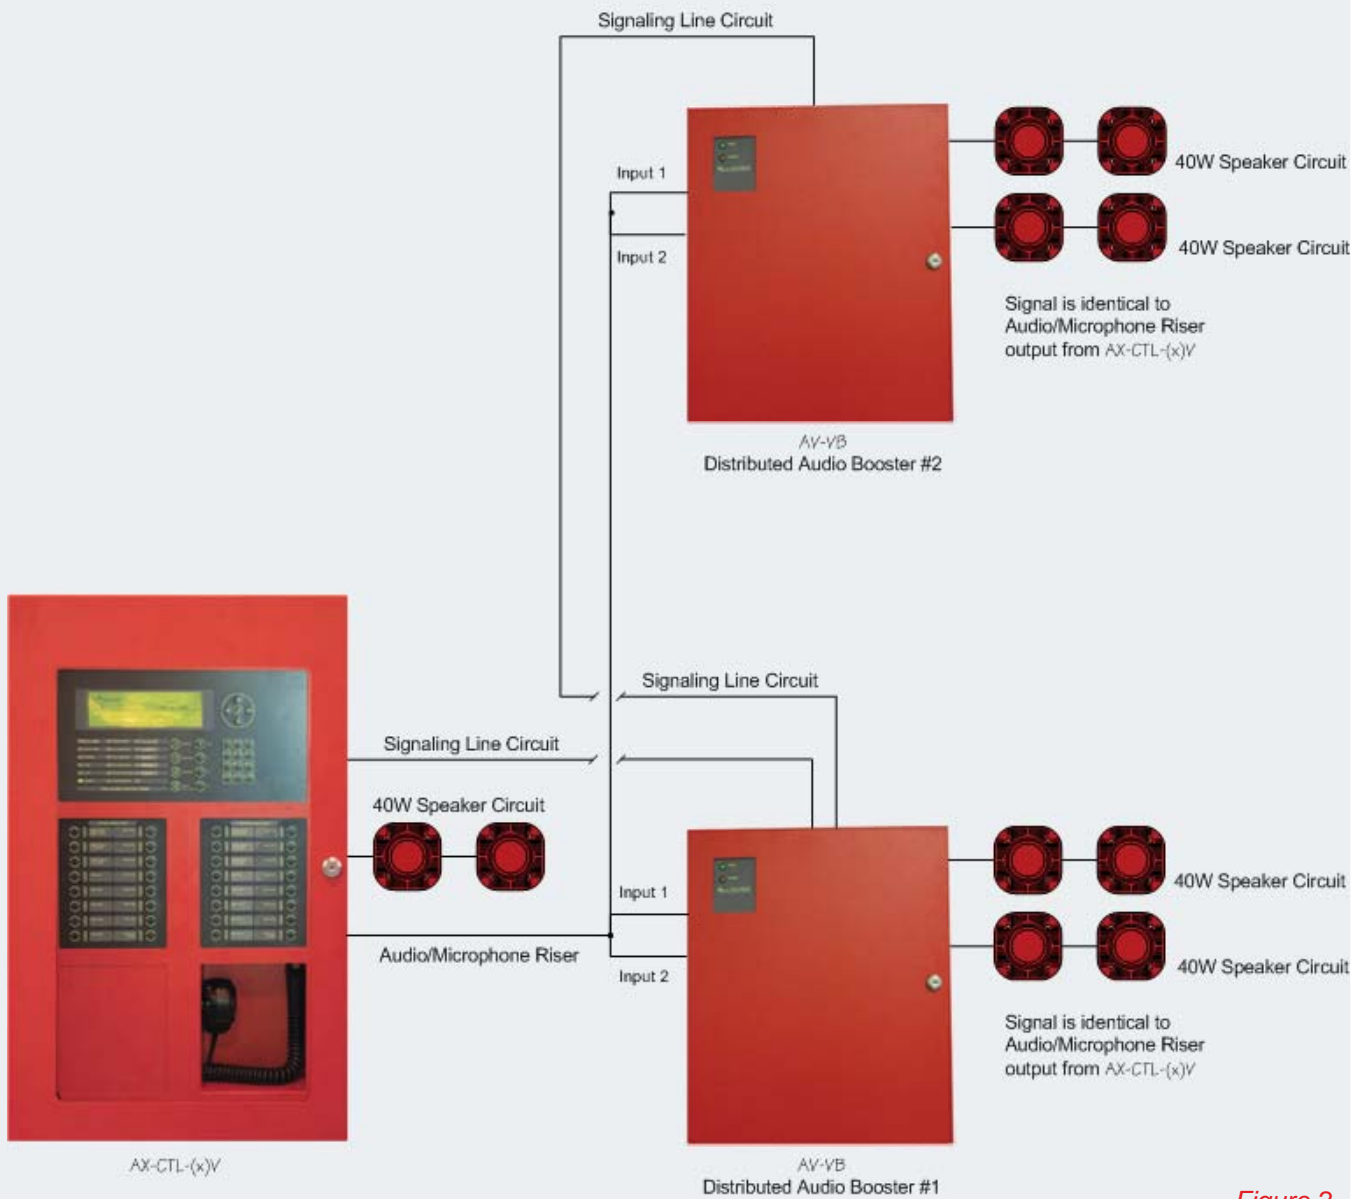 Signaling Line Circuit
Input 1
Input 2
40W Speaker Circuit
40W Speaker Circuit
Signal is identical to
Audio/Microphone Riser
output from AX-CTL-(x)V
AV-VB
Distributed Audio Booster #2
Signaling Line Circuit
Signaling Line Circuit
40W Speaker Circuit
Audio/Microphone Riser
Input 1
Input 2
40W Speaker Circuit
40W Speaker Circuit
Signal is identical to
Audio/Microphone Riser
output from AX-CTL-(x)V
AX-CTL-(x)V
AV-VB
Distributed Audio Booster #1